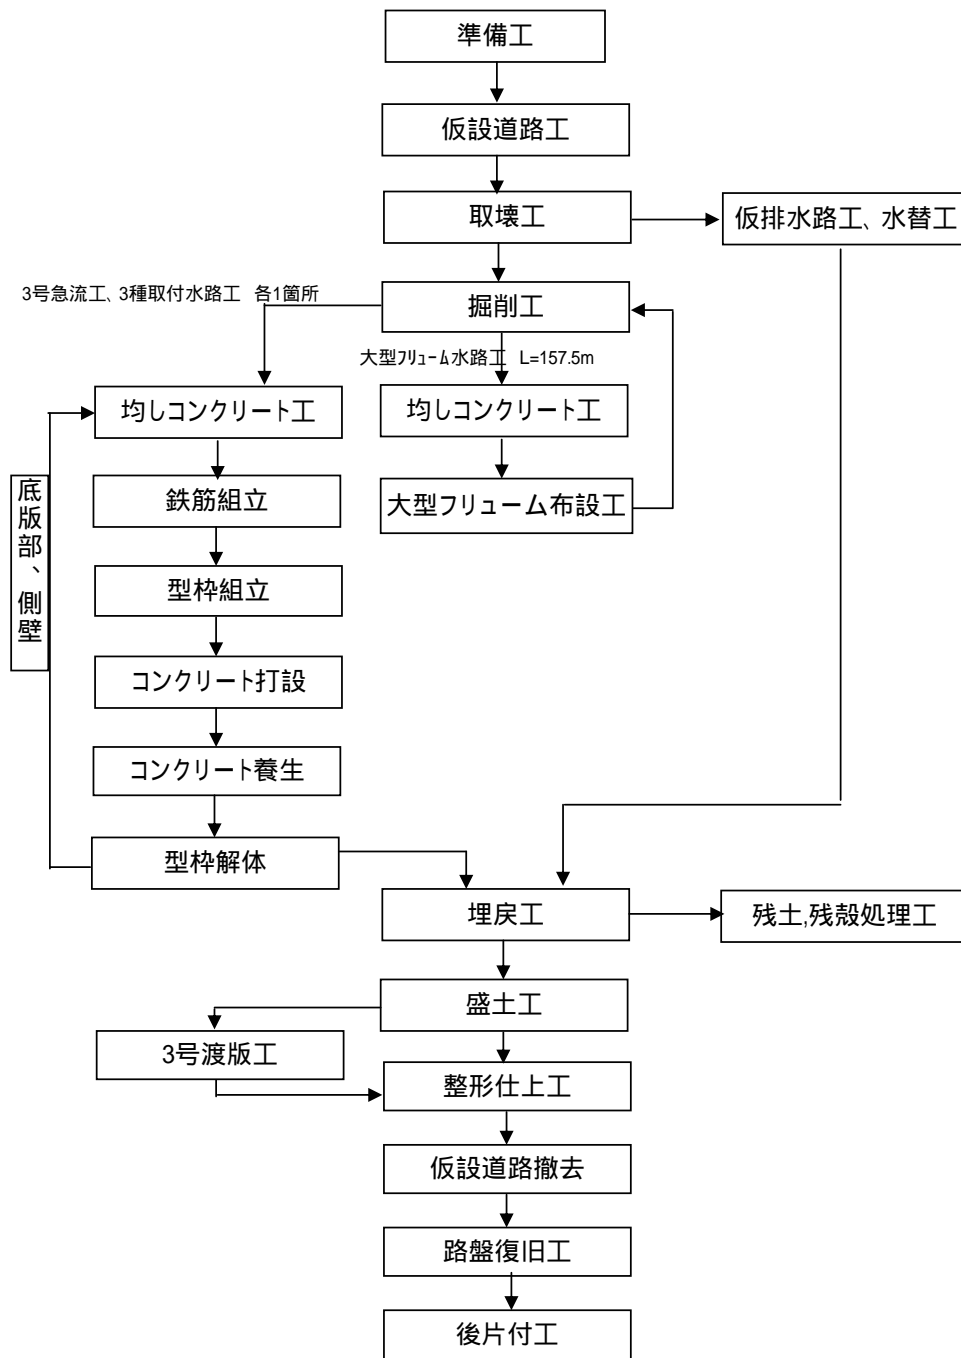 準備工
仮設道路工
取壊工
仮排水路工、水替工
掘削工
3号急流工、3種取付水路工　各1箇所
大型ﾌﾘｭｰﾑ水路工　L=157.5m
均しコンクリート工
均しコンクリート工
鉄筋組立
大型フリューム布設工
底版部、側壁
型枠組立
コンクリート打設
コンクリート養生
型枠解体
埋戻工
残土,残殻処理工
盛土工
3号渡版工
整形仕上工
仮設道路撤去
路盤復旧工
後片付工